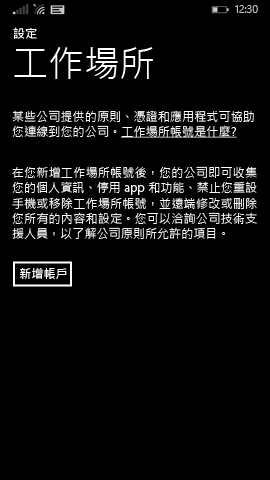 12:30
設定
工作場所
某些公司提供的原則、憑證和應用程式可協助
您連線到您的公司。工作場所帳號是什麼?
在您新增工作場所帳號後，您的公司即可收集
您的個人資訊、停用 app 和功能、禁止您重設
手機或移除工作場所帳號，並遠端修改或刪除
您所有的內容和設定。您可以洽詢公司技術支
援人員，以了解公司原則所允許的項目。
新增帳戶